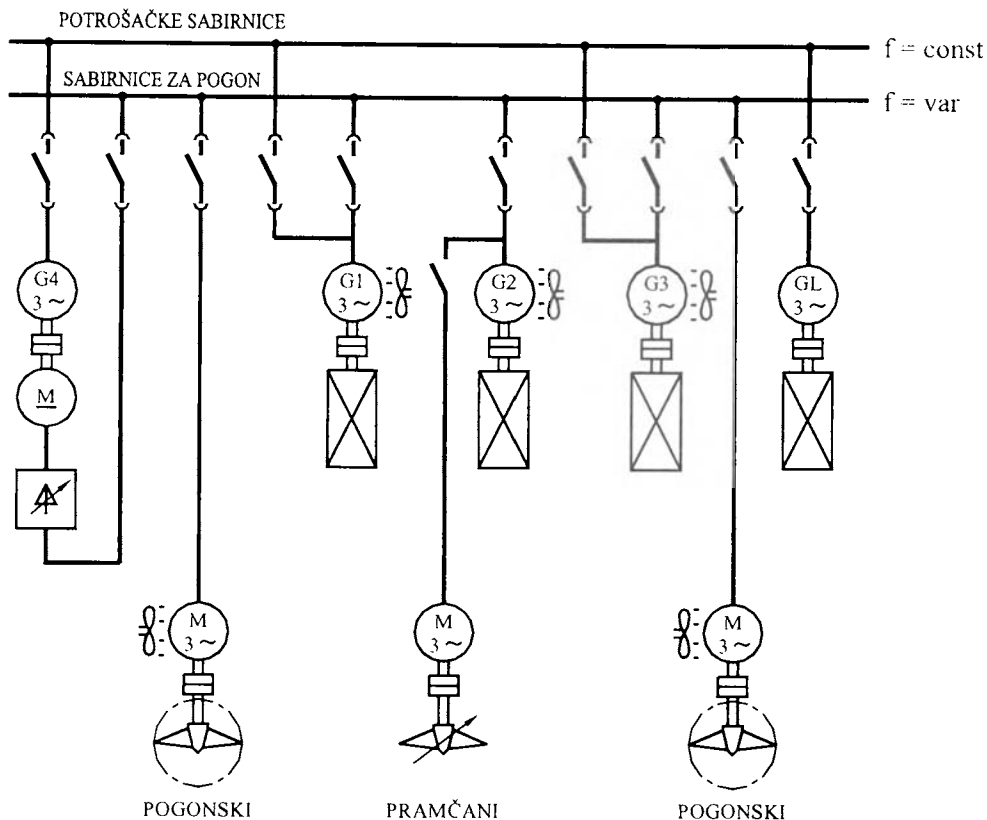 POTROŠAČKE SABIRNICE
f = const
SABIRNICE ZA POGON
f = var
G4
3 ~
G1
3 ~
G2
3 ~
G3
3 ~
GL
3 ~
M
M
3 ~
M
3 ~
M
3 ~
POGONSKI
PRAMČANI
POGONSKI